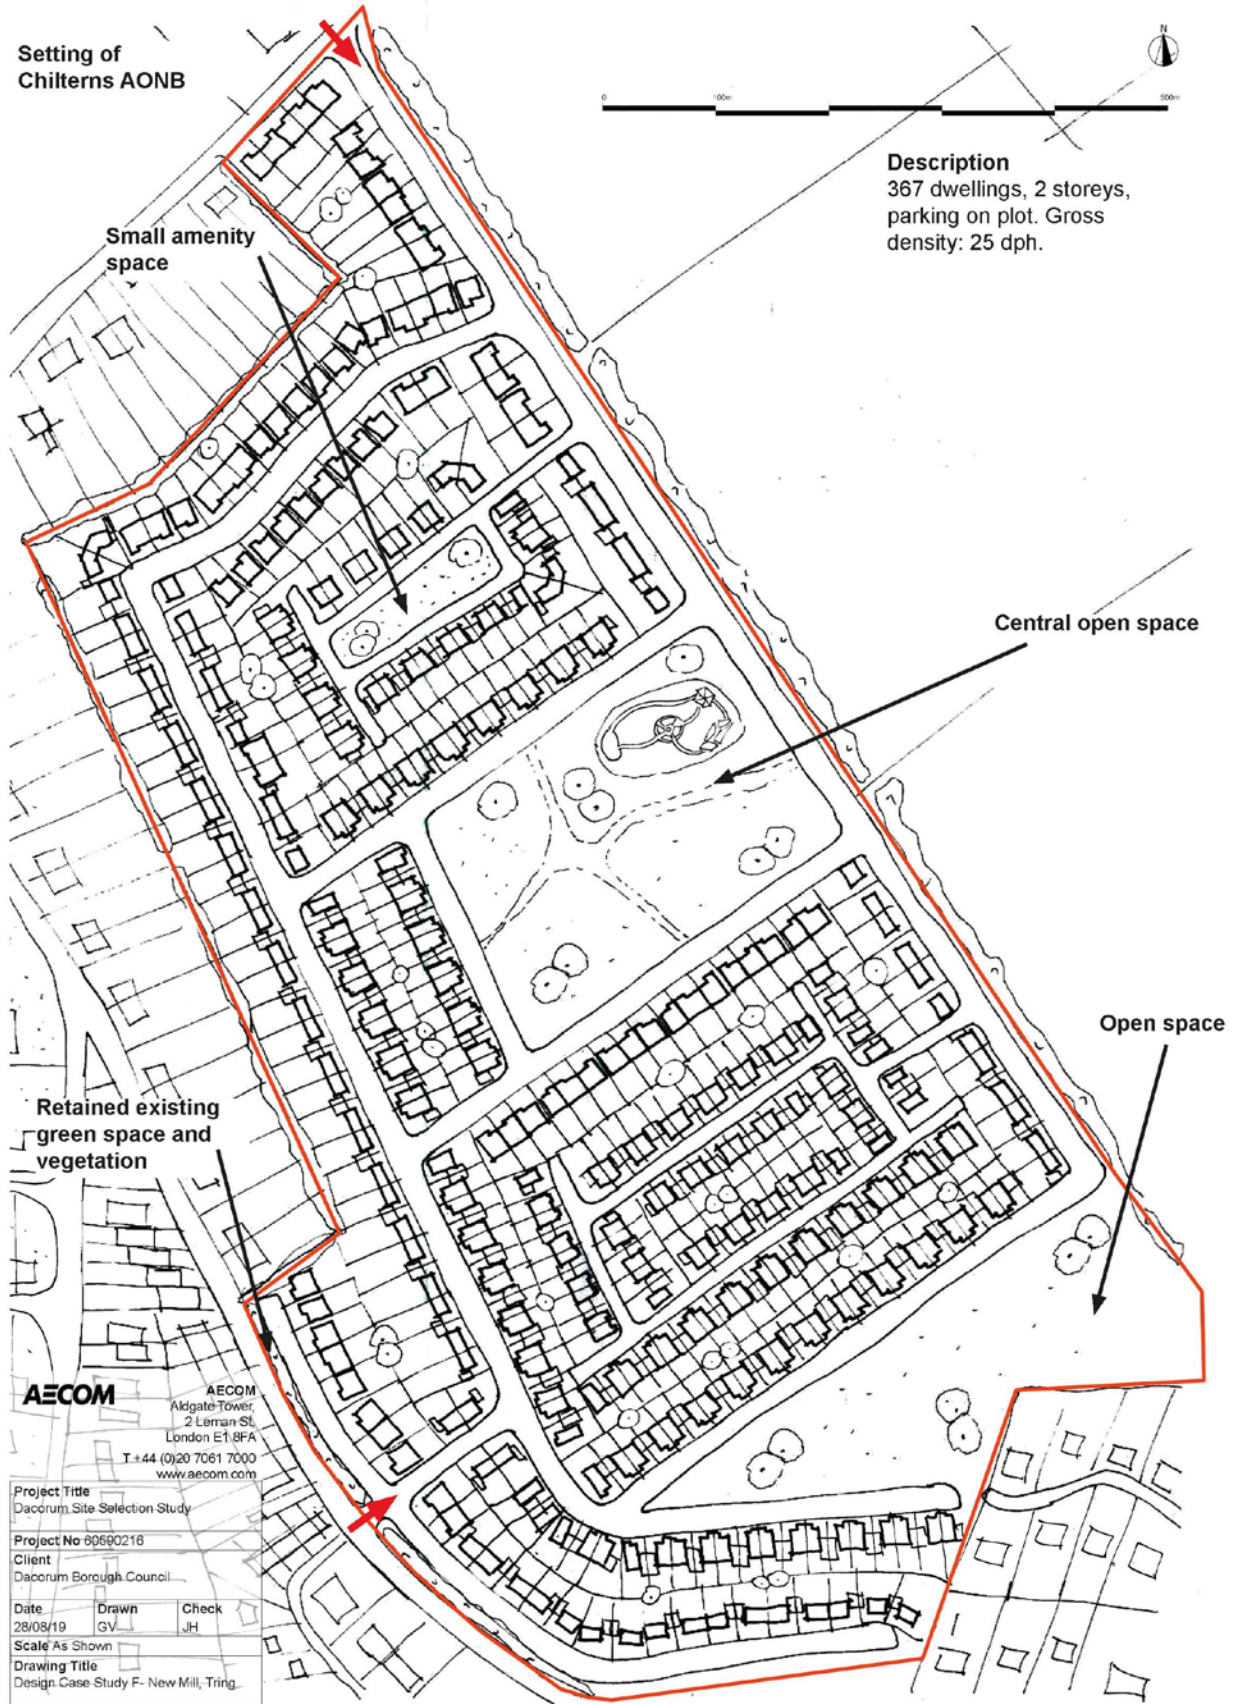 Setting of
Chilterns AONB
N
0
100m
500m
Description
367 dwellings, 2 storeys,
parking on plot. Gross
density: 25 dph.
Small amenity
space
Central open space
Open space
Retained existing
green space and
vegetation
AECOM
AECOM
Aldgate Tower,
2 Leman St,
London E1 8FA
T +44 (0)20 7061 7000
www.aecom.com
Project Title
Dacorum Site Selection Study
Project No 60590216
Client
Dacorum Borough Council
Date Drawn Check
28/08/19 GV JH
Scale As Shown
Drawing Title
Design Case Study F- New Mill, Tring